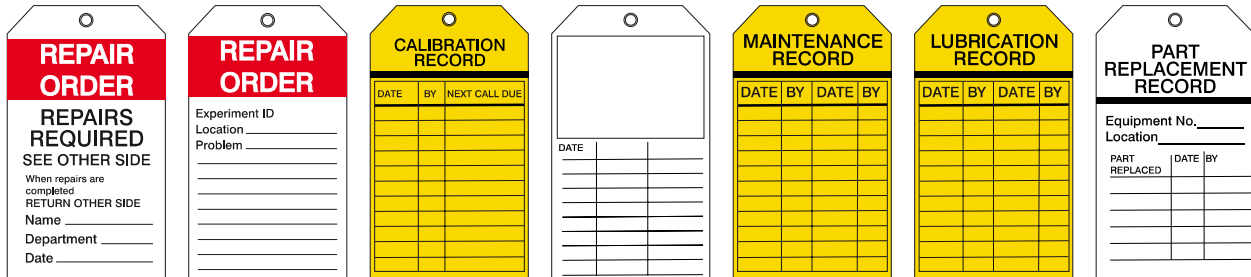 REPAIR
ORDER
REPAIRS
REQUIRED
SEE OTHER SIDE
When repairs are
completed
RETURN OTHER SIDE
Name
Department
Date
REPAIR
ORDER
Experiment ID
Location
Problem
CALIBRATION
RECORD
DATE BY NEXT CALL DUE
DATE
MAINTENANCE
RECORD
DATE BY DATE BY
LUBRICATION
RECORD
DATE BY DATE BY
PART
REPLACEMENT
RECORD
Equipment No.
Location
PART DATE BY
REPLACED